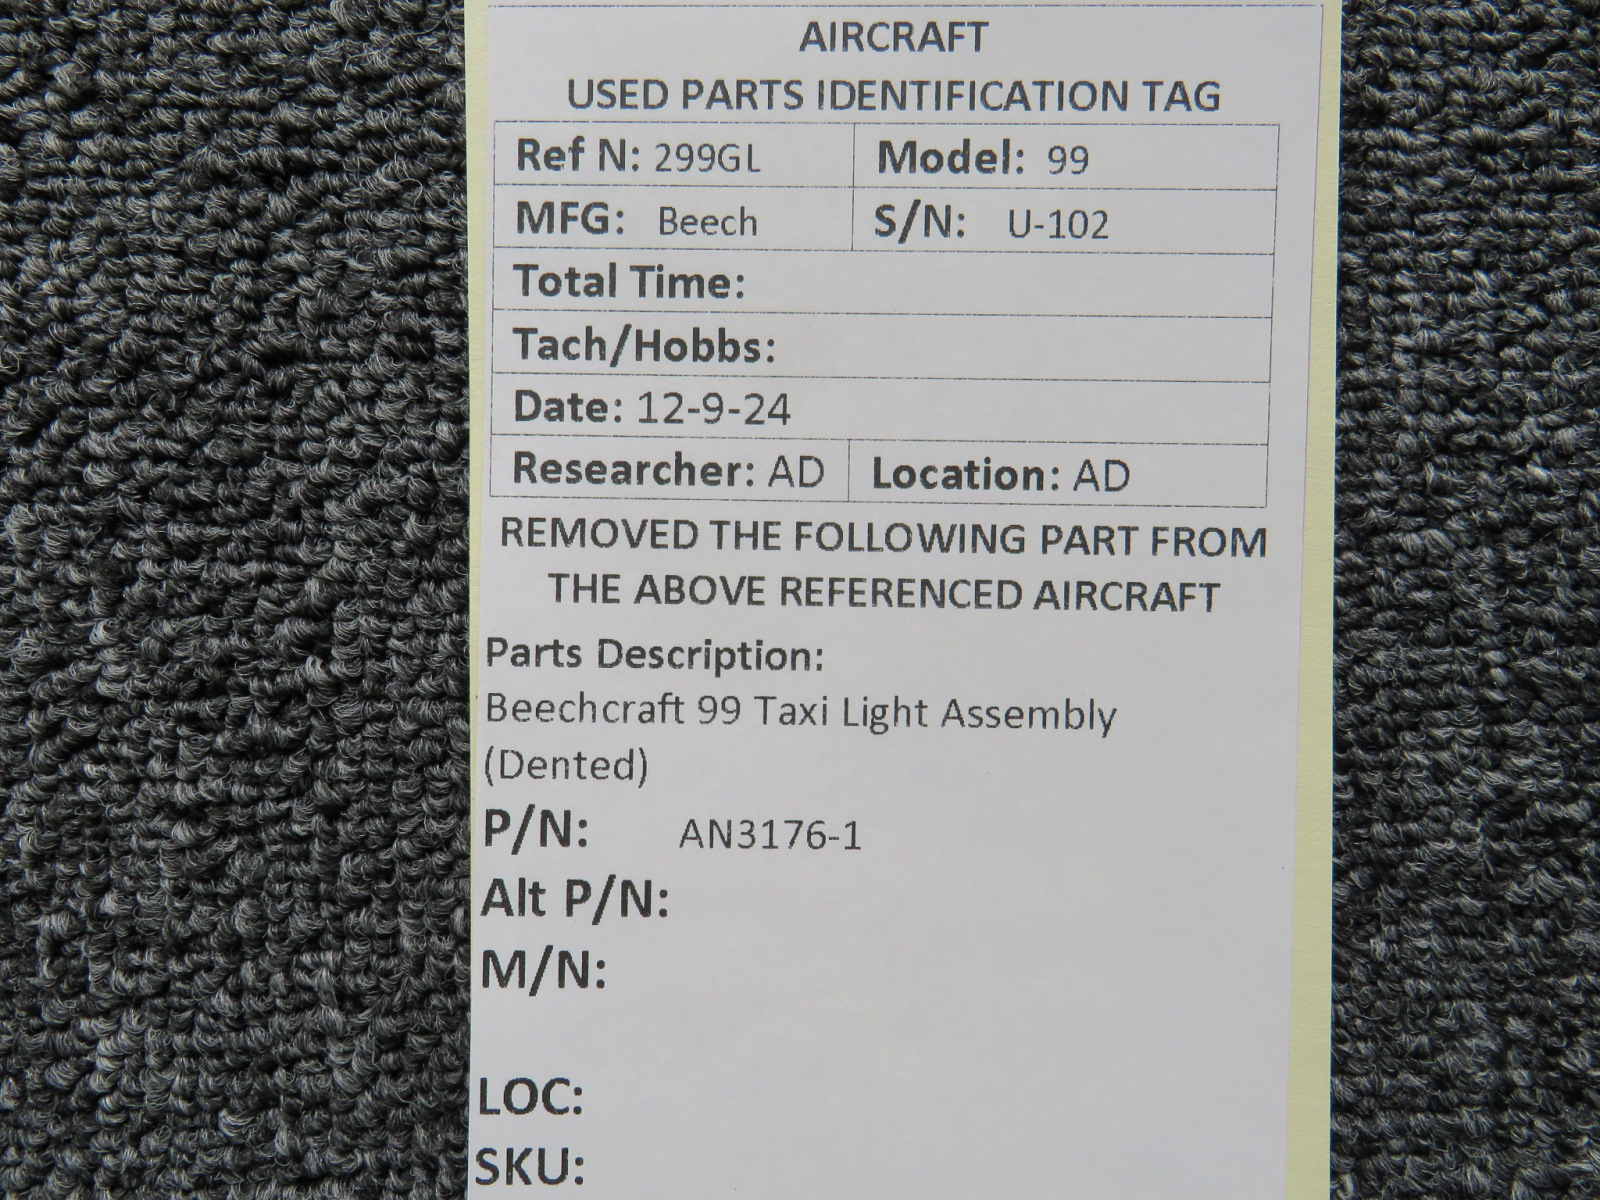 AIRCRAFT
USED PARTS IDENTIFICATION TAG
Ref N: 299GL Model: 99
MFG: Beech S/N: U-102
Total Time:
Tach/Hobbs:
Date: 12-9-24
Researcher: AD Location: AD
REMOVED THE FOLLOWING PART FROM
THE ABOVE REFERENCED AIRCRAFT
Parts Description:
Beechcraft 99 Taxi Light Assembly
(Dented)
P/N: AN3176-1
Alt P/N:
M/N:
LOC:
SKU: